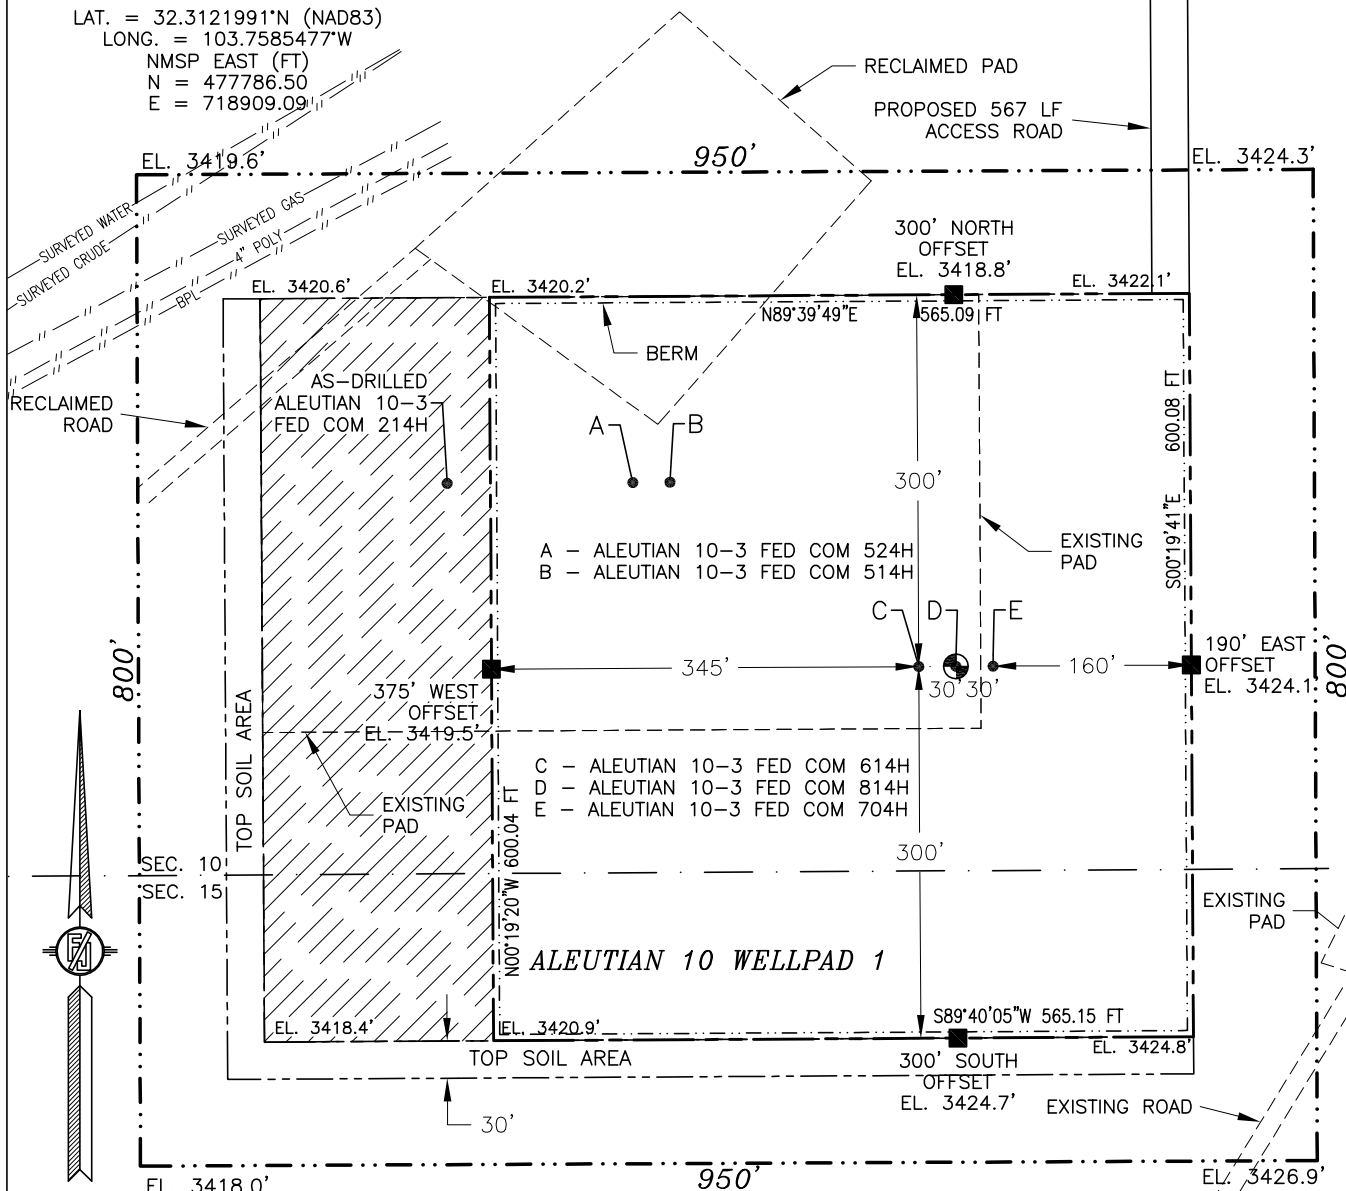 LAT. = 32.3121991°N (NAD83)
LONG. = 103.7585477°W
NMSP EAST (FT)
N = 477786.50
E = 718909.09
RECLAIMED PAD
PROPOSED 567 LF
ACCESS ROAD
EL. 3419.6'
950'
EL. 3424.3'
SURVEYED WATER
SURVEYED CRUDE
SURVEYED GAS
4" POLY
BPL
300' NORTH
OFFSET
EL. 3418.8'
EL. 3420.6'
EL. 3420.2'
EL. 3422.1'
N89°39'49"E
565.09 FT
BERM
AS-DRILLED
ALEUTIAN 10-3
FED COM 214H
RECLAIMED
ROAD
A
B
600.08 FT
S00°19'41"E
300'
EXISTING
PAD
A - ALEUTIAN 10-3 FED COM 524H
B - ALEUTIAN 10-3 FED COM 514H
C
D
E
800'
345'
30'
30'
160'
190' EAST
OFFSET
EL. 3424.1
800'
375' WEST
OFFSET
EL. 3419.5'
TOP SOIL AREA
C - ALEUTIAN 10-3 FED COM 614H
D - ALEUTIAN 10-3 FED COM 814H
E - ALEUTIAN 10-3 FED COM 704H
EXISTING
PAD
N00°19'20"W 600.04 FT
300'
SEC. 10
SEC. 15
EXISTING
PAD
ALEUTIAN 10 WELLPAD 1
EL. 3418.4'
EL. 3420.9'
S89°40'05"W 565.15 FT
EL. 3424.8'
TOP SOIL AREA
300' SOUTH
OFFSET
EL. 3424.7'
EXISTING ROAD
30'
EL. 3418.0'
950'
EL. 3426.9'